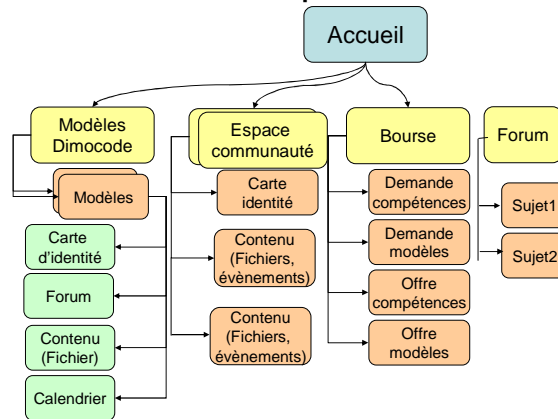 Accueil
Modèles
Dimocode
Espace
communauté
Bourse
Forum
Modèles
Carte
d'identité
Forum
Contenu
(Fichier)
Calendrier
Carte
identité
Contenu
(Fichiers,
évènements)
Contenu
(Fichiers,
évènements)
Demande
compétences
Demande
modèles
Offre
compétences
Offre
modèles
Sujet1
Sujet2